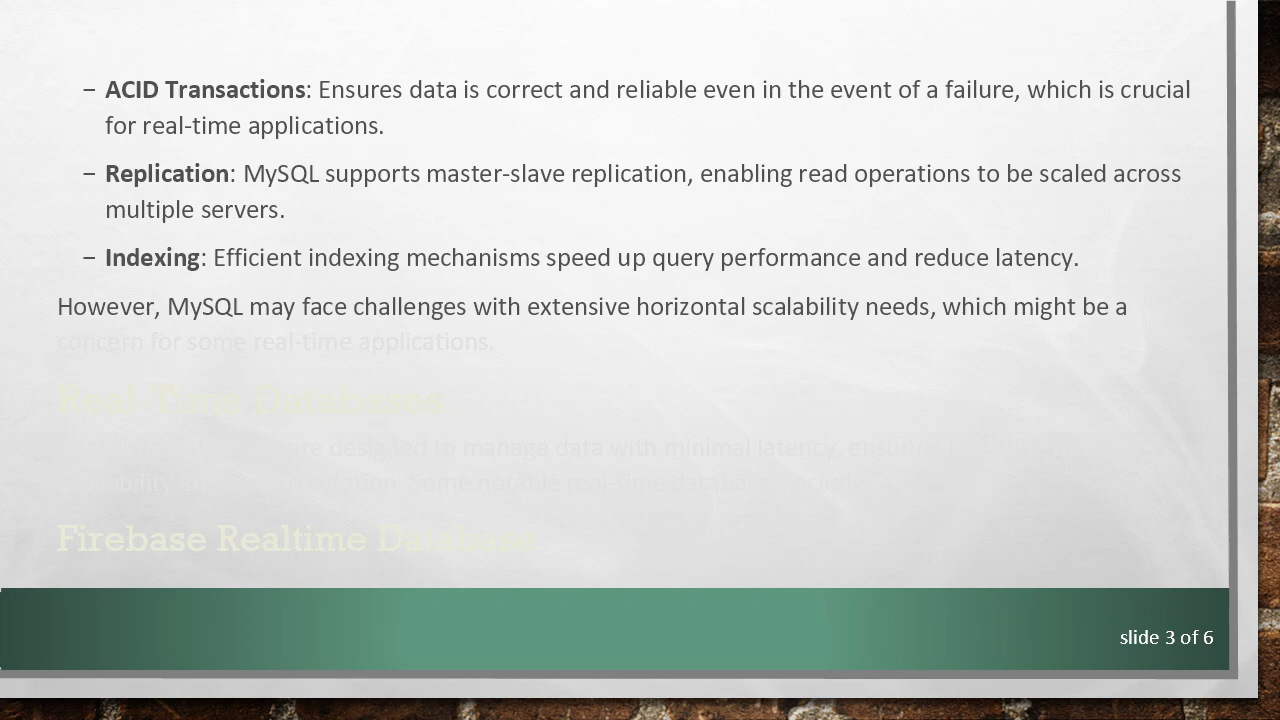 – ACID Transactions: Ensures data is correct and reliable even in the event of a failure, which is crucial
for real-time applications.
– Replication: MySQL supports master-slave replication, enabling read operations to be scaled across
multiple servers.
– Indexing: Efficient indexing mechanisms speed up query performance and reduce latency.
However, MySQL may face challenges with extensive horizontal scalability needs, which might be a
concern for some real-time applications.
Real-Time Databases
are designed to manage data with minimal latency, ensuring
Some notable real-time databases include
Firebase Realtime Database
slide 3 of 6